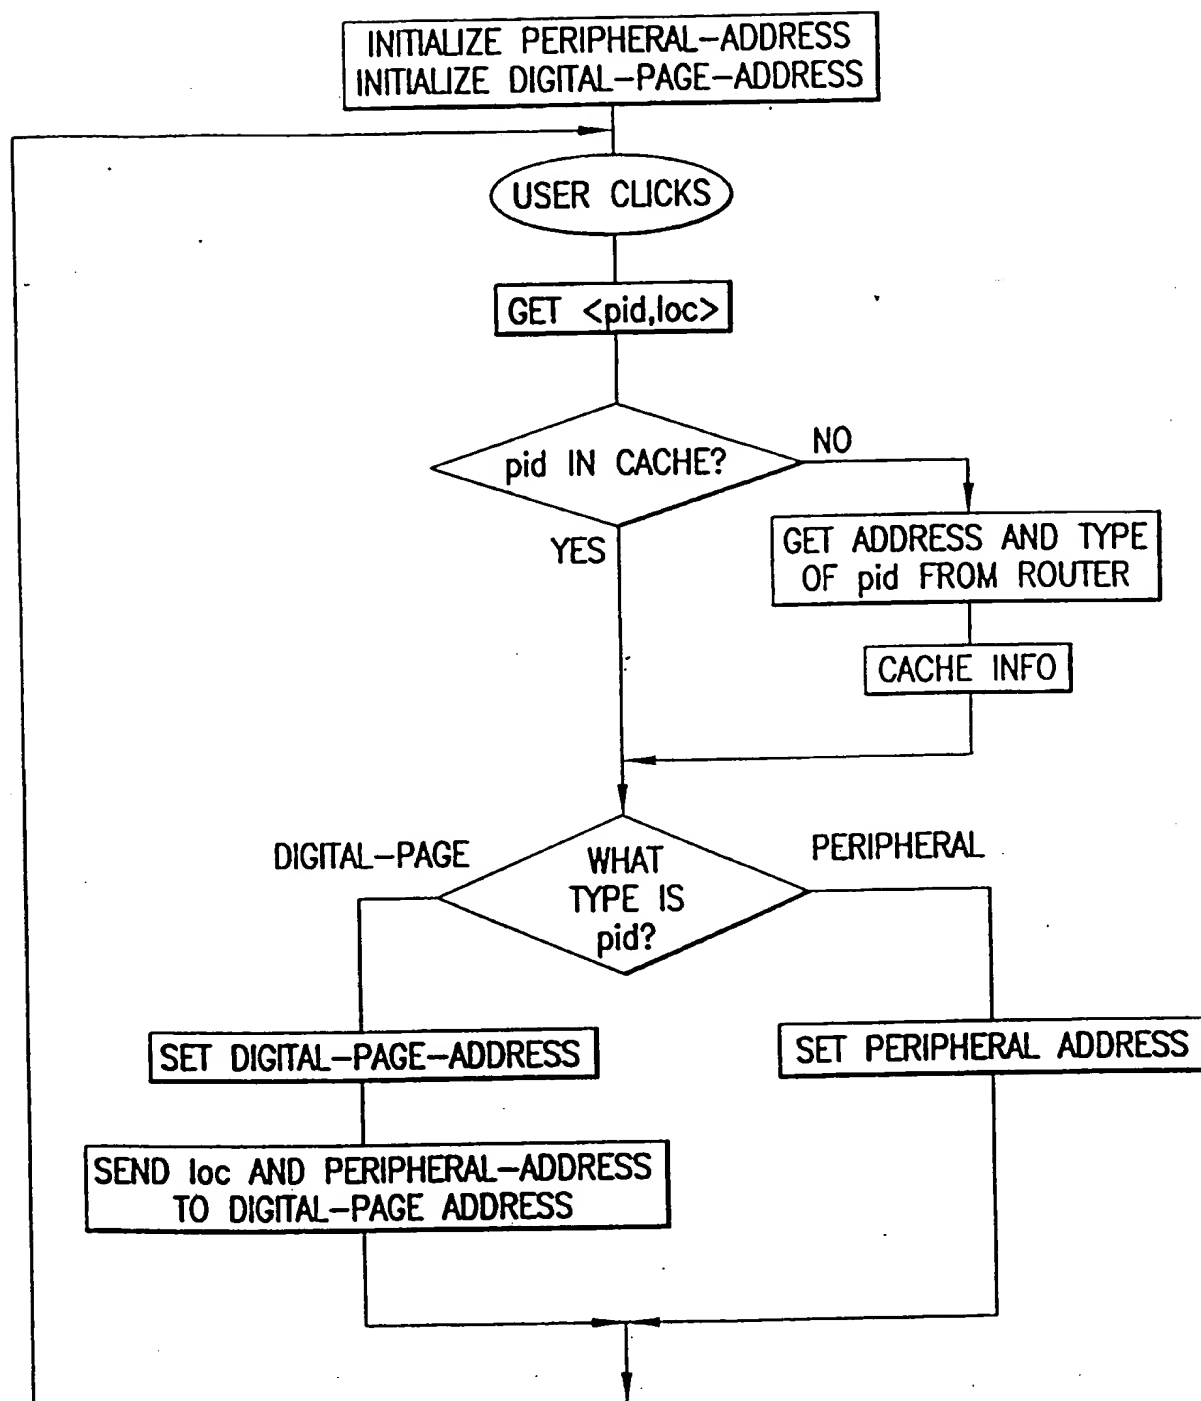 INITIALIZE PERIPHERAL-ADDRESS
INITIALIZE DIGITAL-PAGE-ADDRESS
USER CLICKS
GET <pid,loc>
pid IN CACHE?
NO
YES
GET ADDRESS AND TYPE
OF pid FROM ROUTER
CACHE INFO
DIGITAL-PAGE
WHAT
TYPE IS
pid?
PERIPHERAL
SET DIGITAL-PAGE-ADDRESS
SET PERIPHERAL ADDRESS
SEND loc AND PERIPHERAL-ADDRESS
TO DIGITAL-PAGE ADDRESS